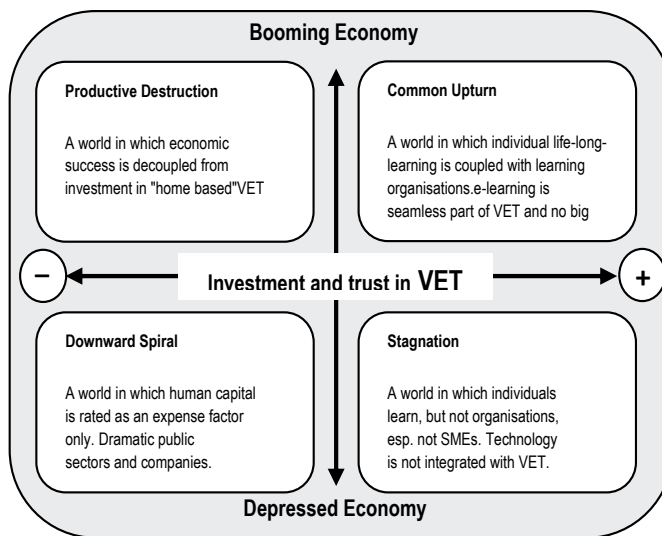 Booming Economy
Productive Destruction
A world in which economic
success is decoupled from
investment in "home based"VET
Common Upturn
A world in which individual life-long-
learning is coupled with learning
organisations.e-learning is
seamless part of VET and no big
−
Investment and trust in VET
+
Downward Spiral
A world in which human capital
is rated as an expense factor
only. Dramatic public
sectors and companies.
Stagnation
A world in which individuals
learn, but not organisations,
esp. not SMEs. Technology
is not integrated with VET.
Depressed Economy